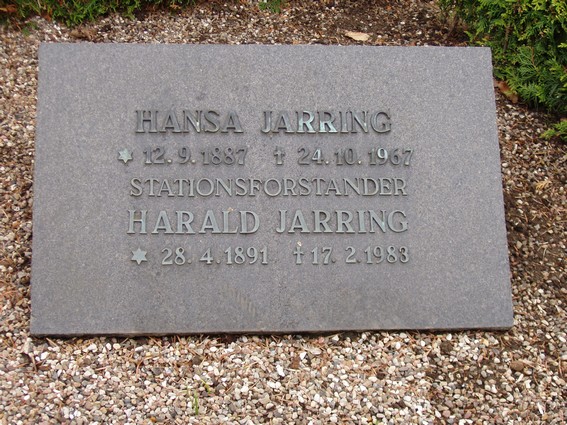 HANSA JARRING
✶ 12. 9. 1887 † 24. 10. 1967
STATIONSFORSTANDER
HARALD JARRING
✶ 28. 4. 1891 † 17. 2. 1983